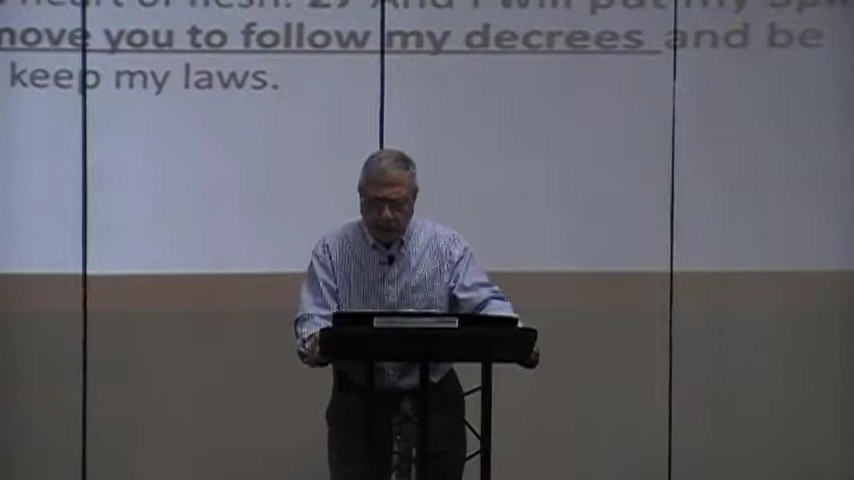 heart of flesh. 27 And I will put my Spi
move you to follow my decrees and be
keep my laws.